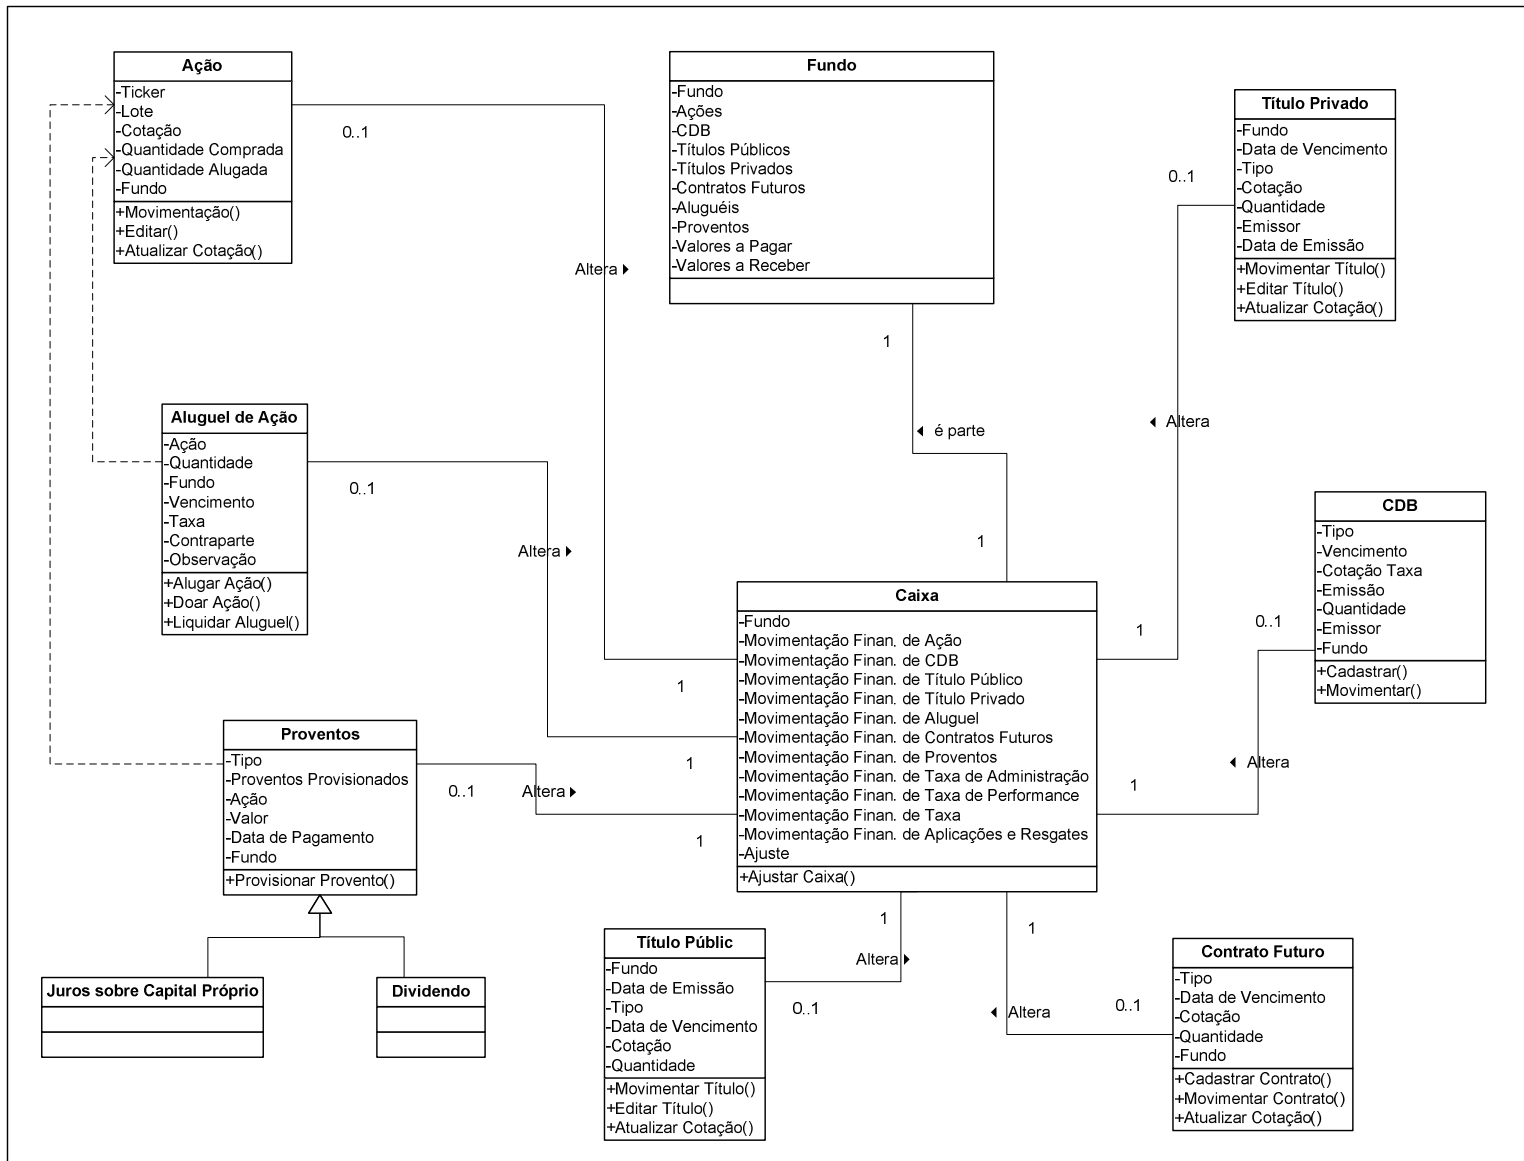 Ação
-Ticker
-Lote
-Cotação
-Quantidade Comprada
-Quantidade Alugada
-Fundo
+Movimentação()
+Editar()
+Atualizar Cotação()
0..1
Altera
Fundo
-Fundo
-Ações
-CDB
-Títulos Públicos
-Títulos Privados
-Contratos Futuros
-Aluguéis
-Proventos
-Valores a Pagar
-Valores a Receber
1
é parte
1
Título Privado
-Fundo
-Data de Vencimento
-Tipo
-Cotação
-Quantidade
-Emissor
-Data de Emissão
+Movimentar Título()
+Editar Título()
+Atualizar Cotação()
0..1
Altera
1
Aluguel de Ação
-Ação
-Quantidade
-Fundo
-Vencimento
-Taxa
-Contraparte
-Observação
+Alugar Ação()
+Doar Ação()
+Liquidar Aluguel()
0..1
Altera
CDB
-Tipo
-Vencimento
-Cotação Taxa
-Emissão
-Quantidade
-Emissor
-Fundo
+Cadastrar()
+Movimentar()
0..1
Altera
1
Caixa
-Fundo
-Movimentação Finan. de Ação
-Movimentação Finan. de CDB
-Movimentação Finan. de Título Público
-Movimentação Finan. de Título Privado
-Movimentação Finan. de Aluguel
-Movimentação Finan. de Contratos Futuros
-Movimentação Finan. de Proventos
-Movimentação Finan. de Taxa de Administração
-Movimentação Finan. de Taxa de Performance
-Movimentação Finan. de Taxa
-Movimentação Finan. de Aplicações e Resgates
-Ajuste
+Ajustar Caixa()
1
1
1
Proventos
-Tipo
-Proventos Provisionados
-Ação
-Valor
-Data de Pagamento
-Fundo
+Provisionar Provento()
0..1
Altera
Juros sobre Capital Próprio
Dividendo
Título Públic
-Fundo
-Data de Emissão
-Tipo
-Data de Vencimento
-Cotação
-Quantidade
+Movimentar Título()
+Editar Título()
+Atualizar Cotação()
1
Altera
0..1
1
Altera
0..1
Contrato Futuro
-Tipo
-Data de Vencimento
-Cotação
-Quantidade
-Fundo
+Cadastrar Contrato()
+Movimentar Contrato()
+Atualizar Cotação()